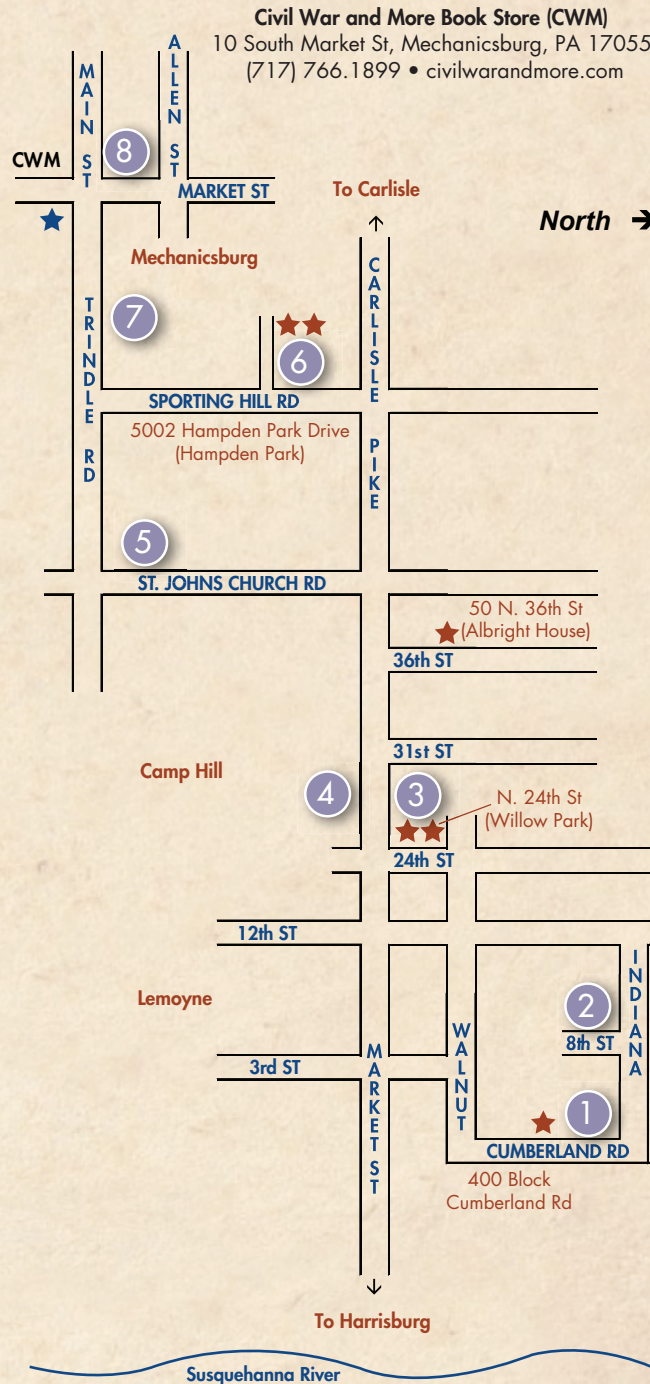 Civil War and More Book Store (CWM)
10 South Market St, Mechanicsburg, PA 17055
(717) 766.1899 • civilwarandmore.com
MAIN ST
ALLEN ST
8
CWM
MARKET ST
To Carlisle
North
Mechanicsburg
CARLISLE PIKE
TRINDLE RD
7
6
SPORTING HILL RD
5002 Hampden Park Drive
(Hampden Park)
5
ST. JOHNS CHURCH RD
50 N. 36th St
(Albright House)
36th ST
31st ST
Camp Hill
4
3
N. 24th St
(Willow Park)
24th ST
12th ST
INDIANA
Lemoyne
2
WALNUT
8th ST
MARKET ST
3rd ST
1
CUMBERLAND RD
400 Block
Cumberland Rd
To Harrisburg
Susquehanna River